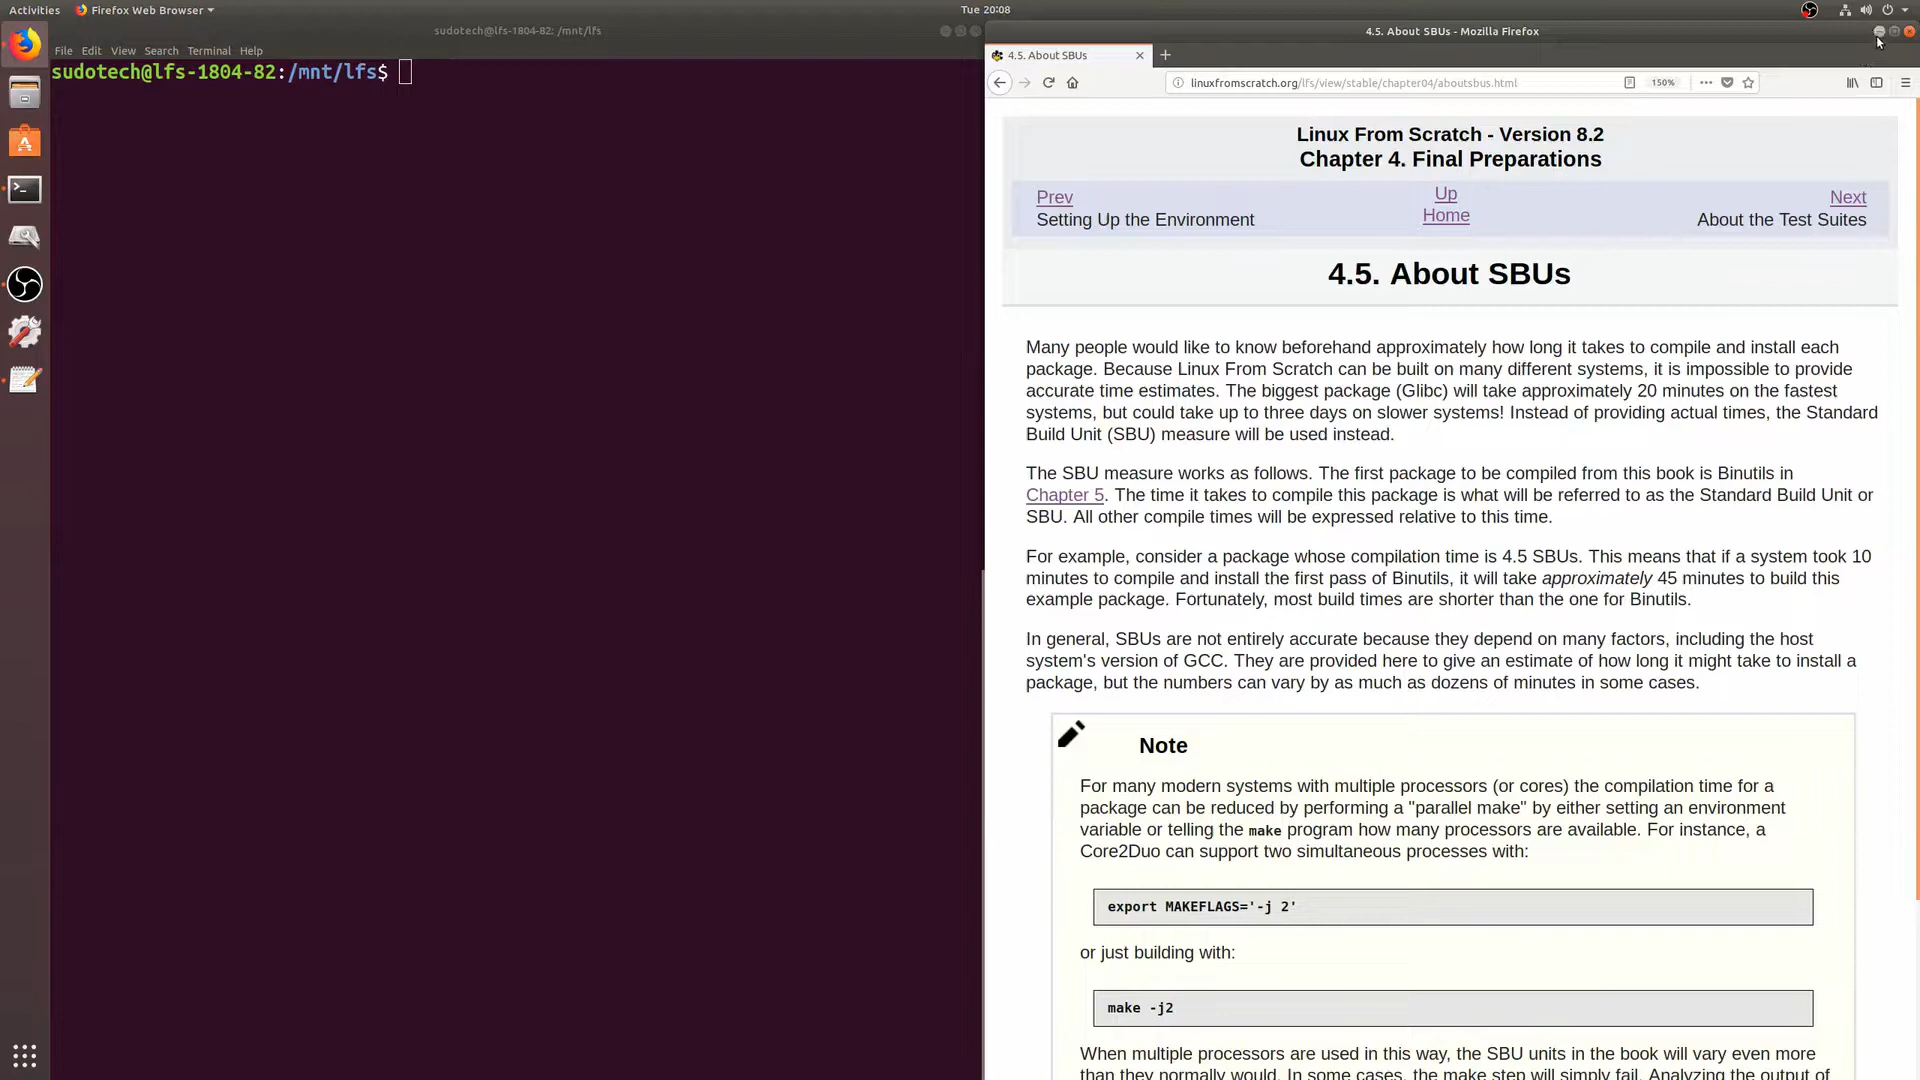 Activities Firefox Web Browser Tue 20:08
sudotech@lfs-1804-82: /mnt/lfs
File Edit View Search Terminal Help
sudotech@lfs-1804-82:/mnt/lfs$
4.5. About SBUs - Mozilla Firefox
4.5. About SBUs
linuxfromscratch.org/lfs/view/stable/chapter04/aboutsbus.html 150%
Linux From Scratch - Version 8.2
Chapter 4. Final Preparations
Prev Up Next
Setting Up the Environment Home About the Test Suites
4.5. About SBUs
Many people would like to know beforehand approximately how long it takes to compile and install each
package. Because Linux From Scratch can be built on many different systems, it is impossible to provide
accurate time estimates. The biggest package (Glibc) will take approximately 20 minutes on the fastest
systems, but could take up to three days on slower systems! Instead of providing actual times, the Standard
Build Unit (SBU) measure will be used instead.
The SBU measure works as follows. The first package to be compiled from this book is Binutils in
Chapter 5. The time it takes to compile this package is what will be referred to as the Standard Build Unit or
SBU. All other compile times will be expressed relative to this time.
For example, consider a package whose compilation time is 4.5 SBUs. This means that if a system took 10
minutes to compile and install the first pass of Binutils, it will take approximately 45 minutes to build this
example package. Fortunately, most build times are shorter than the one for Binutils.
In general, SBUs are not entirely accurate because they depend on many factors, including the host
system's version of GCC. They are provided here to give an estimate of how long it might take to install a
package, but the numbers can vary by as much as dozens of minutes in some cases.
Note
For many modern systems with multiple processors (or cores) the compilation time for a
package can be reduced by performing a "parallel make" by either setting an environment
variable or telling the make program how many processors are available. For instance, a
Core2Duo can support two simultaneous processes with:
export MAKEFLAGS='-j 2'
or just building with:
make -j2
When multiple processors are used in this way, the SBU units in the book will vary even more
than they normally would. In some cases, the make step will simply fail. Analyzing the output of